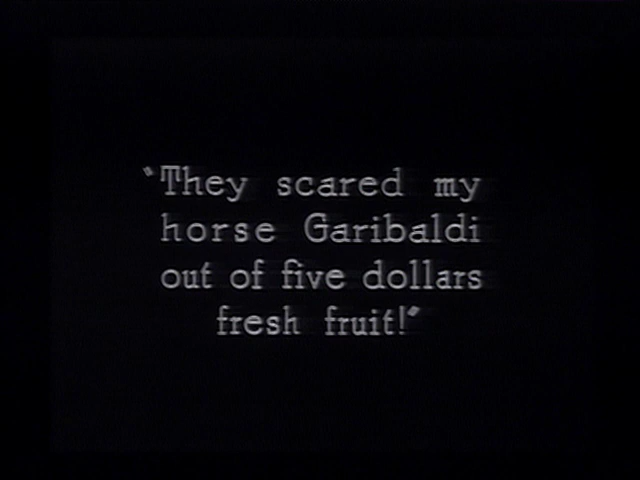 "They scared my
horse Garibaldi
out of five dollars
fresh fruit!"